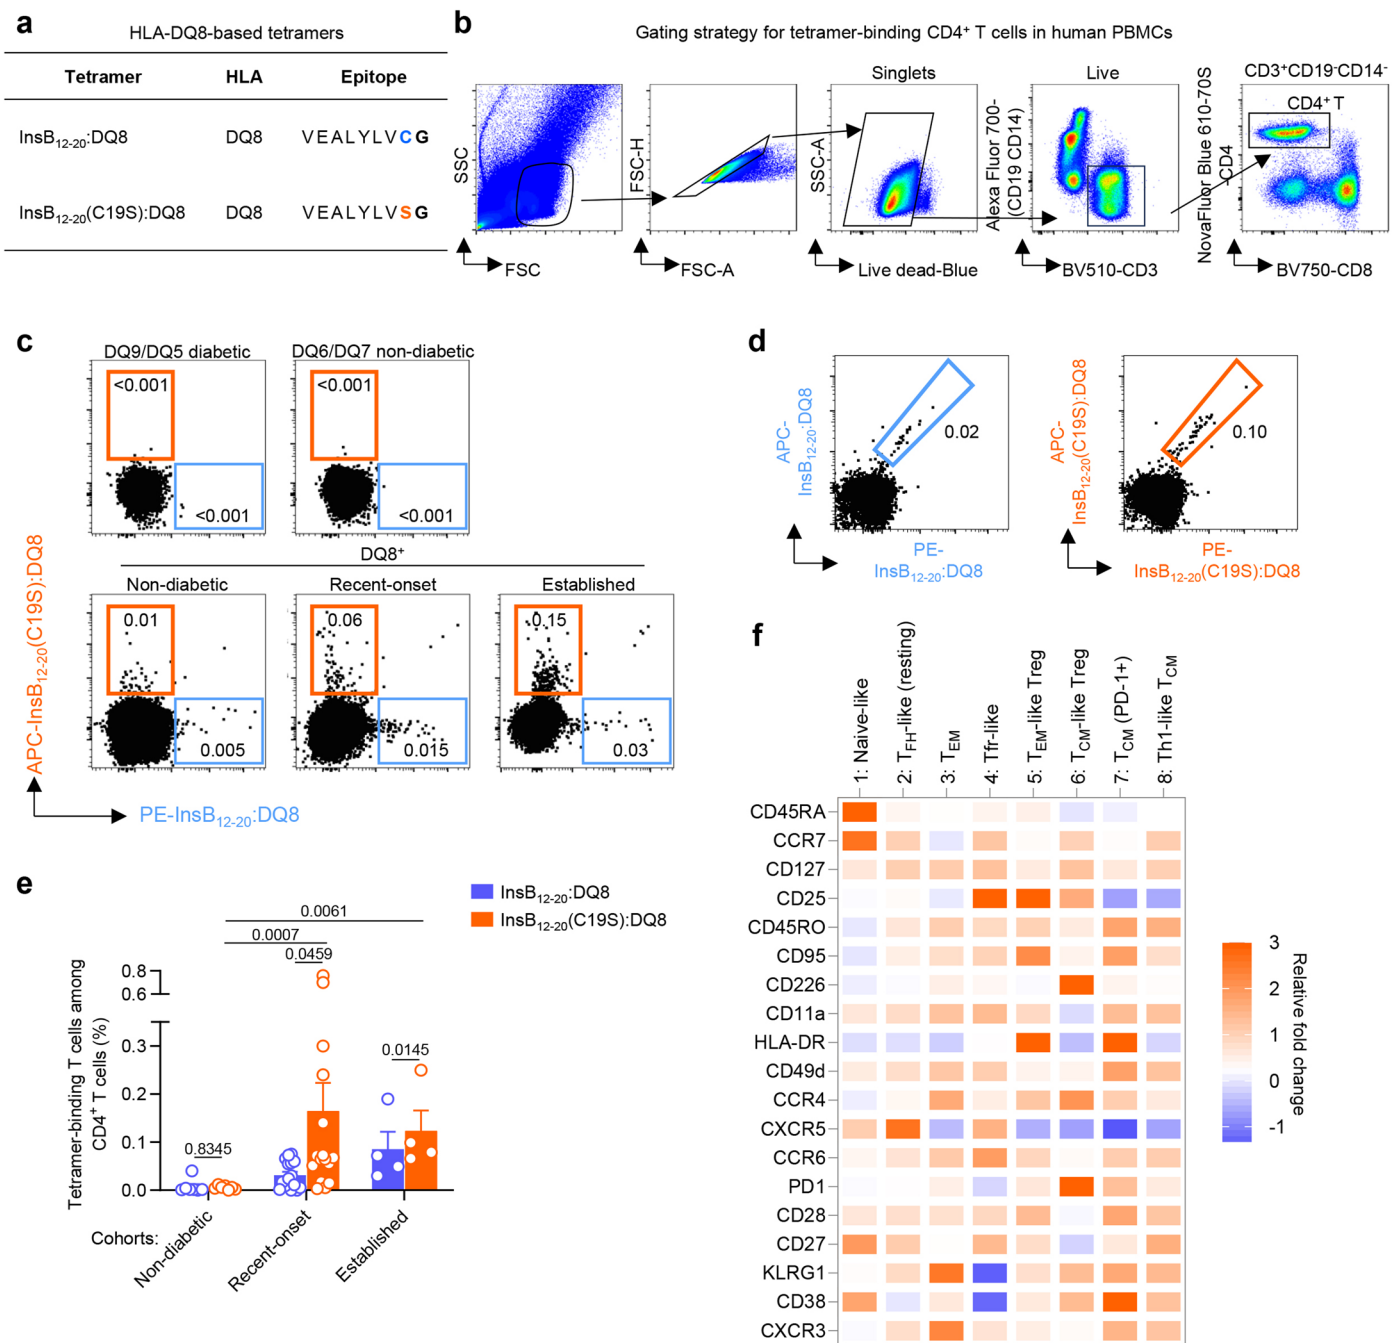 a
HLA-DQ8-based tetramers
Tetramer HLA Epitope
InsB12-20:DQ8 DQ8 VEALYLVCG
InsB12-20(C19S):DQ8 DQ8 VEALYLVSG
b
Gating strategy for tetramer-binding CD4+ T cells in human PBMCs
Singlets
Live
CD3+CD19-CD14-
CD4+ T
SSC
FSC
FSC-H
FSC-A
SSC-A
Live dead-Blue
Alexa Fluor 700-
(CD19 CD14)
BV510-CD3
NovaFluor Blue 610-70S
-CD4
BV750-CD8
c
DQ9/DQ5 diabetic
DQ6/DQ7 non-diabetic
<0.001
<0.001
<0.001
<0.001
DQ8+
Non-diabetic
Recent-onset
Established
0.01
0.06
0.15
0.005
0.015
0.03
APC-InsB12-20(C19S):DQ8
PE-InsB12-20:DQ8
d
APC-
InsB12-20:DQ8
0.02
PE-
InsB12-20:DQ8
APC-
InsB12-20(C19S):DQ8
0.10
PE-
InsB12-20(C19S):DQ8
e
InsB12-20:DQ8
InsB12-20(C19S):DQ8
0.0061
0.0007
0.0459
0.0145
0.8345
Tetramer-binding T cells among
CD4+ T cells (%)
0.8
0.6
0.3
0.2
0.1
0.0
Cohorts:
Non-diabetic
Recent-onset
Established
f
1: Naive-like
2: TFH-like (resting)
3: TEM
4: Tfr-like
5: TEM-like Treg
6: TCM-like Treg
7: TCM (PD-1+)
8: Th1-like TCM
CD45RA
CCR7
CD127
CD25
CD45RO
CD95
CD226
CD11a
HLA-DR
CD49d
CCR4
CXCR5
CCR6
PD1
CD28
CD27
KLRG1
CD38
CXCR3
3
2
1
0
-1
Relative fold change